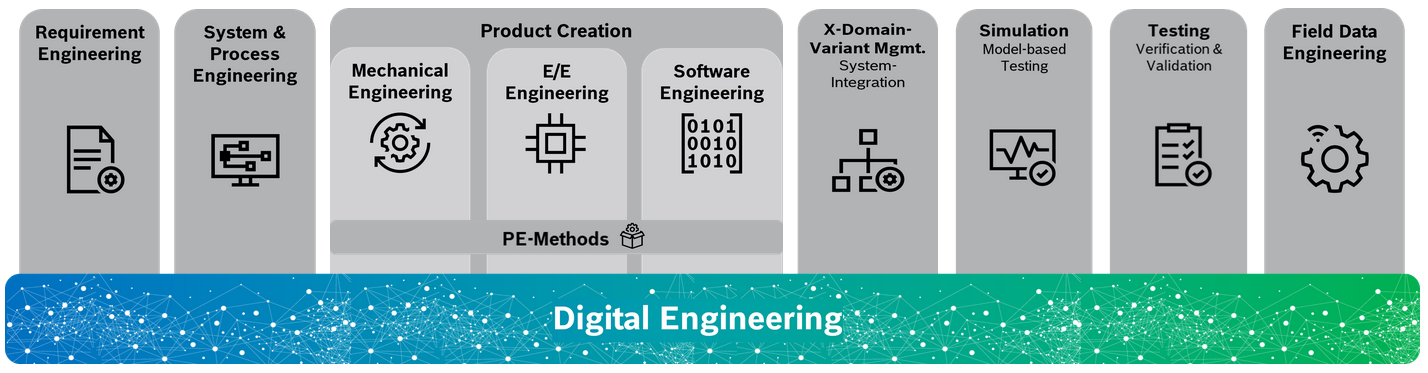 Requirement
Engineering
System &
Process
Engineering
Product Creation
Mechanical
Engineering
E/E
Engineering
Software
Engineering
0101
0010
1010
PE-Methods
X-Domain-
Variant Mgmt.
System-
Integration
Simulation
Model-based
Testing
Testing
Verification &
Validation
Field Data
Engineering
Digital Engineering